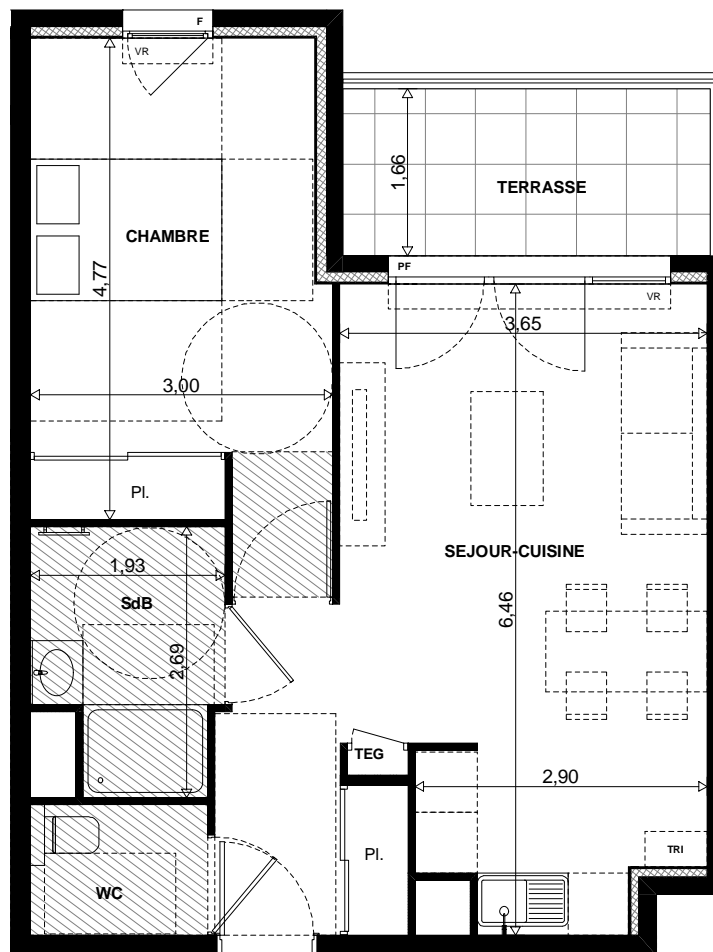 F
VR
1,66
TERRASSE
CHAMBRE
4,77
PF
VR
3,65
3,00
Pl.
SEJOUR-CUISINE
1,93
SdB
6,46
2,69
TEG
2,90
Pl.
TRI
WC